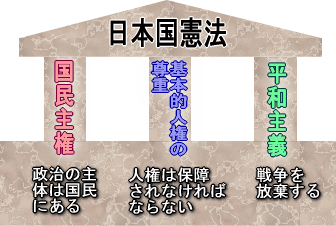 日本国憲法
国民主権
基本的人権の
尊重
平和主義
政治の主
体は国民
にある
人権は保障
されなければ
ならない
戦争を
放棄する